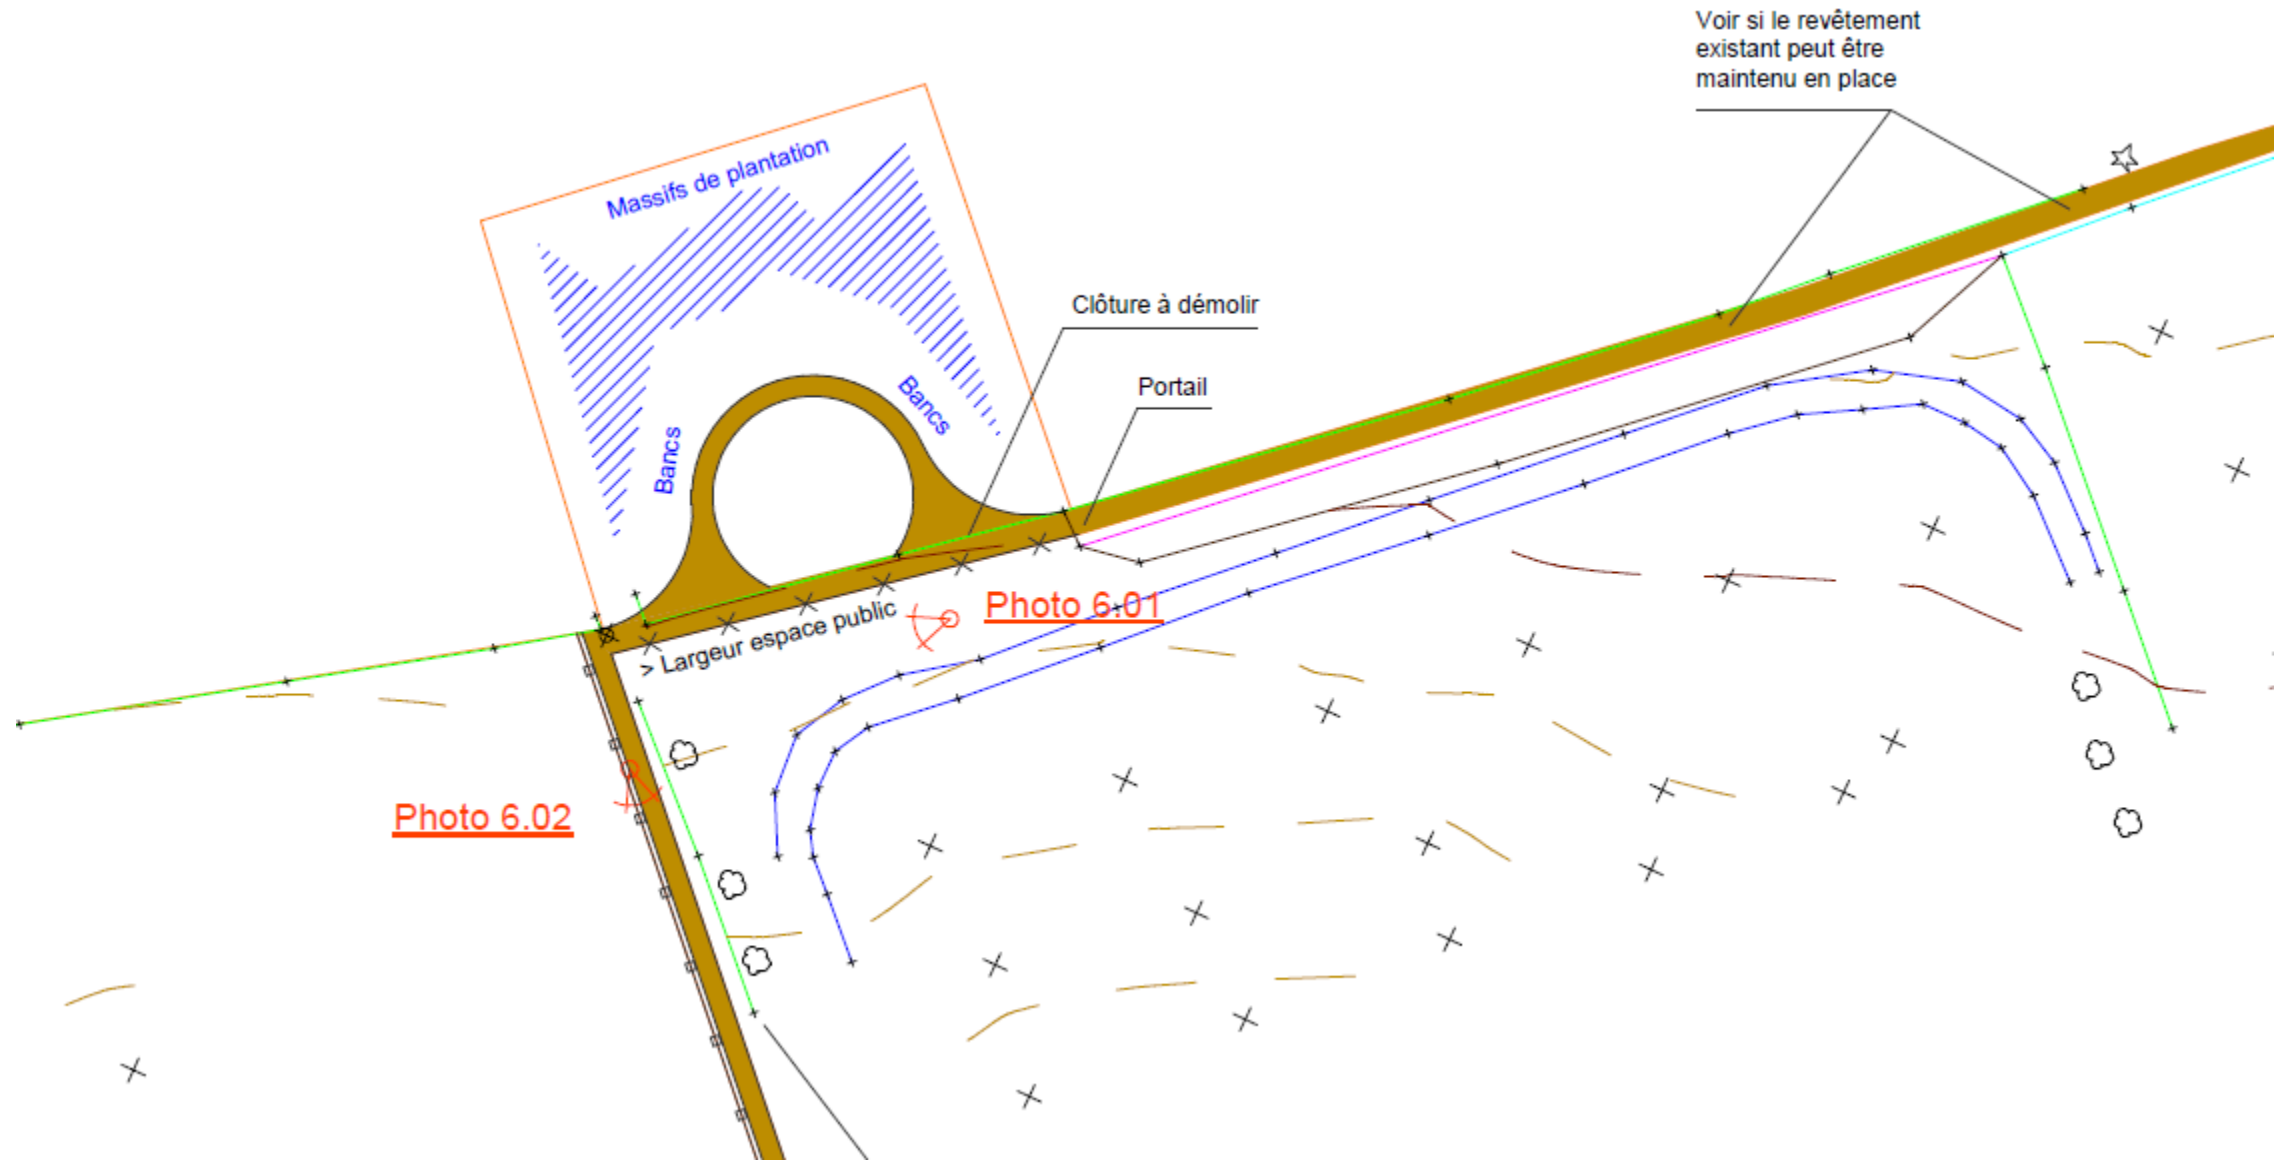 Voir si le revêtement
existant peut être
maintenu en place
Massifs de plantation
Clôture à démolir
Portail
Bancs
Bancs
Photo 6.01
> Largeur espace public
Photo 6.02